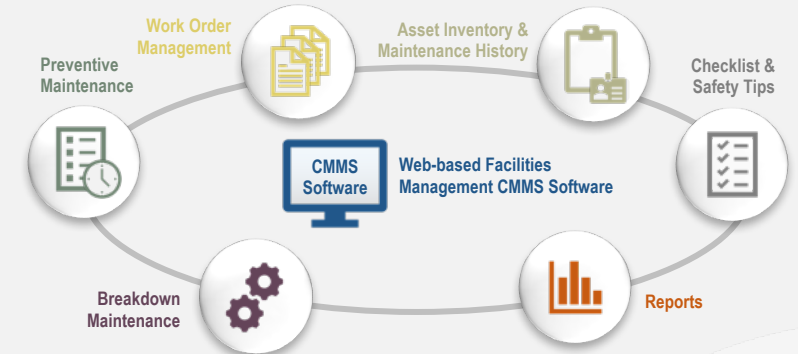 Work Order
Management
Asset Inventory &
Maintenance History
Preventive
Maintenance
Checklist &
Safety Tips
CMMS
Software
Web-based Facilities
Management CMMS Software
Breakdown
Maintenance
Reports